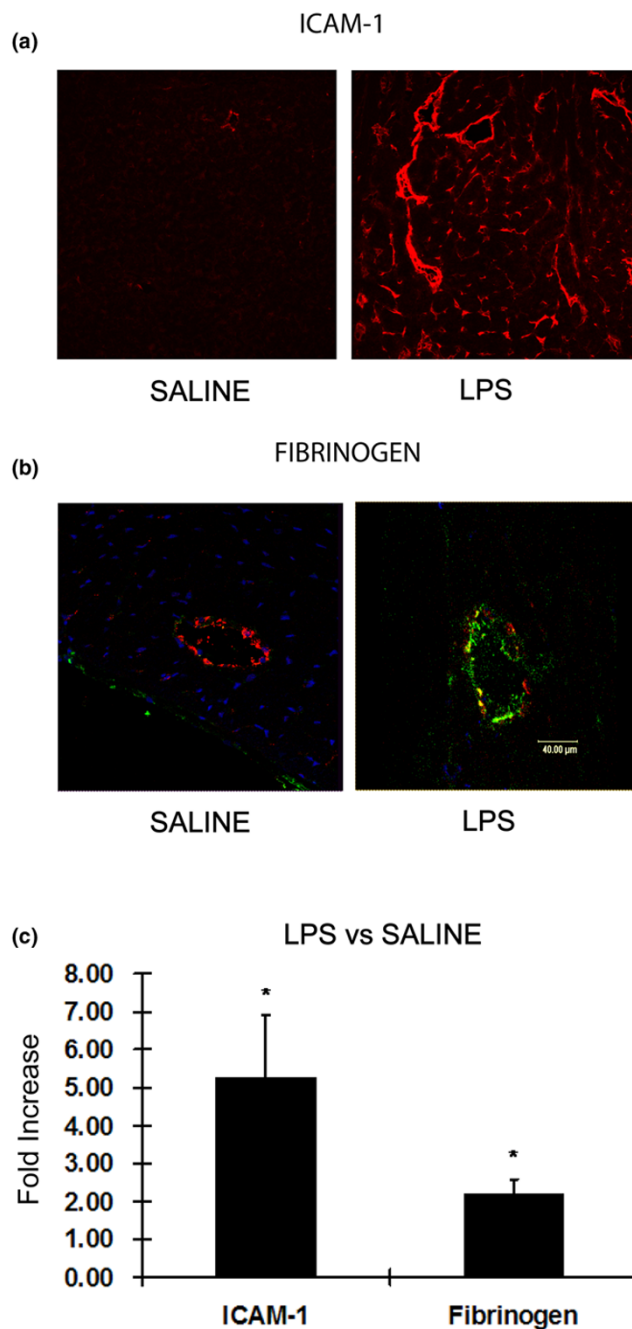 ICAM-1
(a)
SALINE LPS
FIBRINOGEN
(b)
40.00 µm
SALINE LPS
(c)
LPS vs SALINE
8.00
7.00
6.00
5.00
4.00
3.00
2.00
1.00
0.00
Fold Increase
*
*
ICAM-1 Fibrinogen